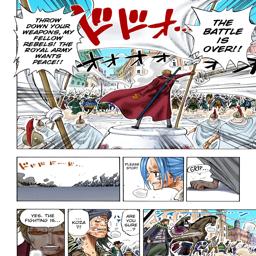 THROW
DOWN YOUR
WEAPONS, MY
FELLOW
REBELS! THE
ROYAL ARMY
WANTS
PEACE!!
THE
BATTLE
IS
OVER!!
ドドオ...
PLEASE
STOP!
GRIP...
YES. THE
FIGHTING IS...
...KOZA
?
ARE
YOU
SURE?